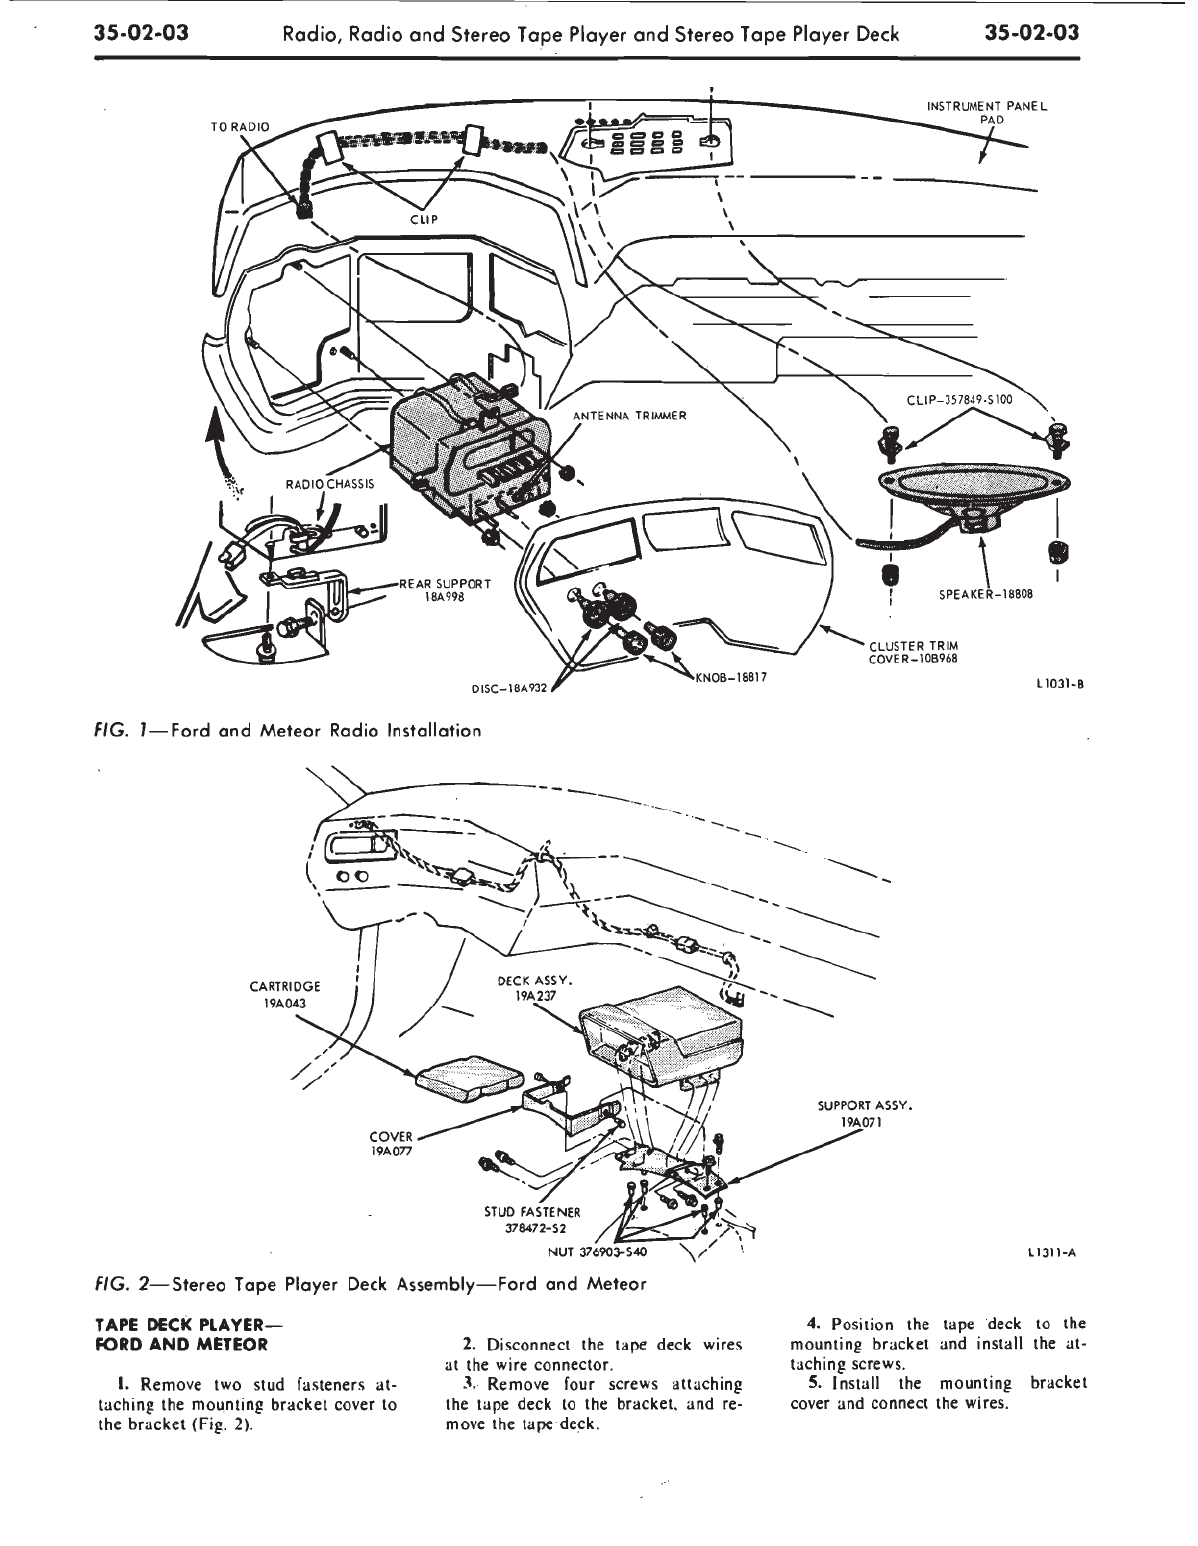 35-02-03 Radio, Radio and Stereo Tape Player and Stereo Tape Player Deck 35-02-03
INSTRUMENT PANEL
PAD
TO RADIO
CLIP
CLIP-357849-S100
ANTENNA TRIMMER
RADIO CHASSIS
REAR SUPPORT
18A998
SPEAKER-18808
CLUSTER TRIM
COVER-10B968
KNOB-18817
DISC-18A932
L1031-B
FIG. 1—Ford and Meteor Radio Installation
CARTRIDGE
19A043
DECK ASSY.
19A237
SUPPORT ASSY.
19A071
COVER
19A077
STUD FASTENER
378472-S2
NUT 376903-S40
L1311-A
FIG. 2—Stereo Tape Player Deck Assembly—Ford and Meteor
TAPE DECK PLAYER—
FORD AND METEOR
1. Remove two stud fasteners at-
taching the mounting bracket cover to
the bracket (Fig. 2).
2. Disconnect the tape deck wires
at the wire connector.
3. Remove four screws attaching
the tape deck to the bracket, and re-
move the tape deck.
4. Position the tape deck to the
mounting bracket and install the at-
taching screws.
5. Install the mounting bracket
cover and connect the wires.